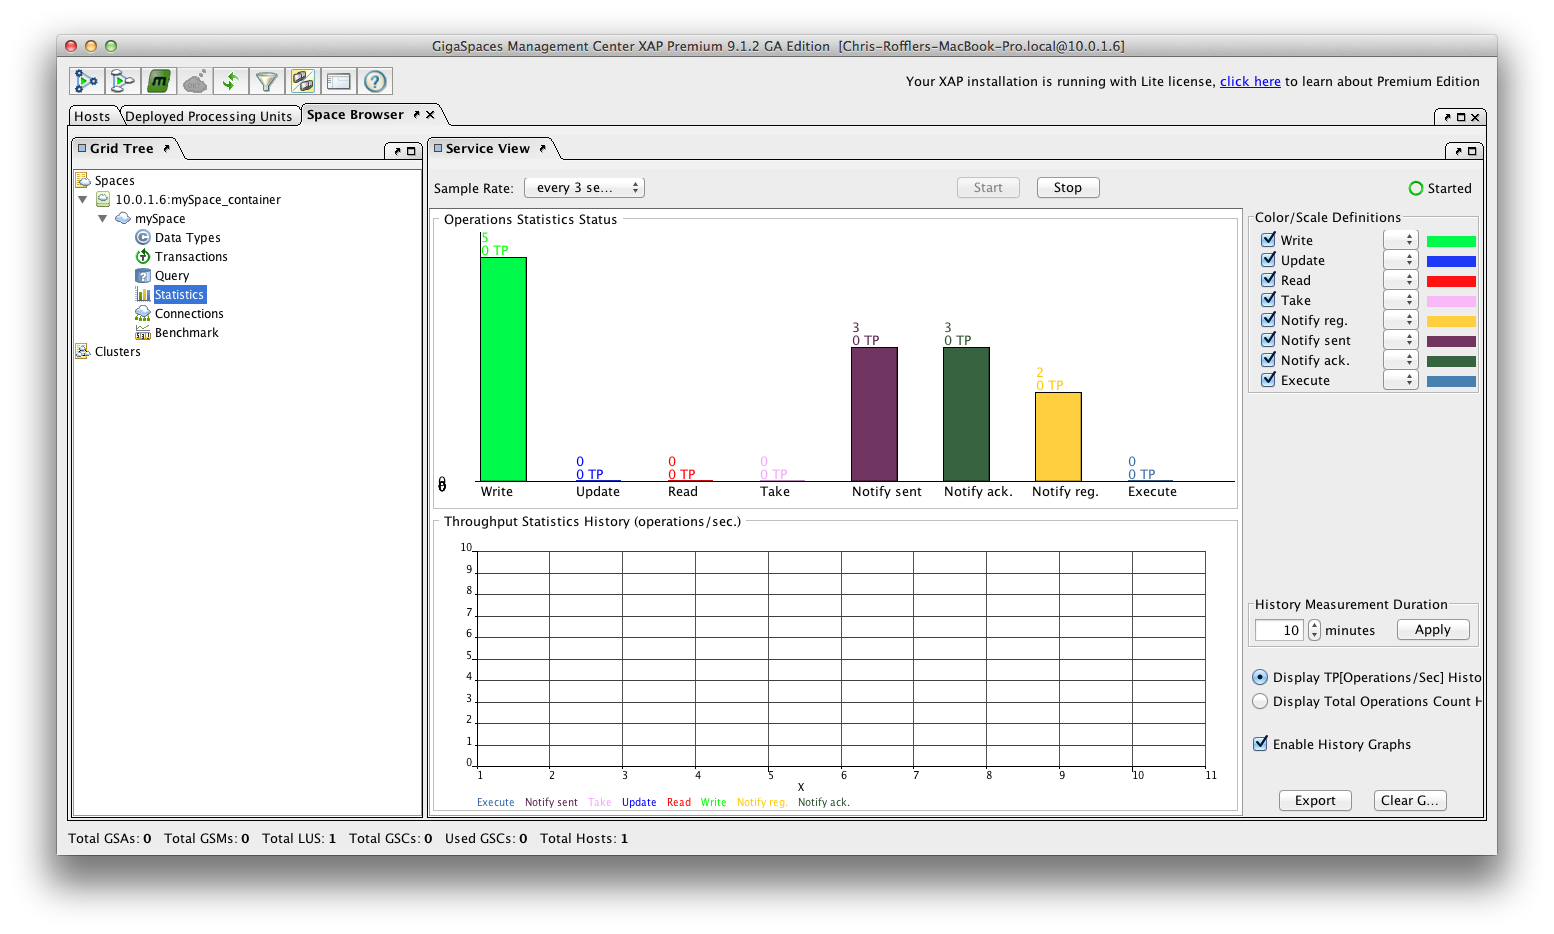 GigaSpaces Management Center XAP Premium 9.1.2 GA Edition [Chris-Rofflers-MacBook-Pro.local@10.0.1.6]
Your XAP installation is running with Lite license, click here to learn about Premium Edition
Hosts
Deployed Processing Units
Space Browser
Grid Tree
Spaces
10.0.1.6:mySpace_container
mySpace
Data Types
Transactions
Query
Statistics
Connections
Benchmark
Clusters
Service View
Sample Rate: every 3 se...
Start
Stop
Started
Operations Statistics Status
5
0 TP
0
0 TP
0
0 TP
0
0 TP
3
0 TP
3
0 TP
2
0 TP
0
0 TP
Write Update Read Take Notify sent Notify ack. Notify reg. Execute
Color/Scale Definitions
Write
Update
Read
Take
Notify reg.
Notify sent
Notify ack.
Execute
Throughput Statistics History (operations/sec.)
10
9
8
7
6
5
4
3
2
1
0
1 2 3 4 5 6 7 8 9 10 11
X
Execute Notify sent Take Update Read Write Notify reg. Notify ack.
History Measurement Duration
10 minutes Apply
Display TP[Operations/Sec] Histo
Display Total Operations Count H
Enable History Graphs
Export
Clear G...
Total GSAs: 0 Total GSMs: 0 Total LUS: 1 Total GSCs: 0 Used GSCs: 0 Total Hosts: 1